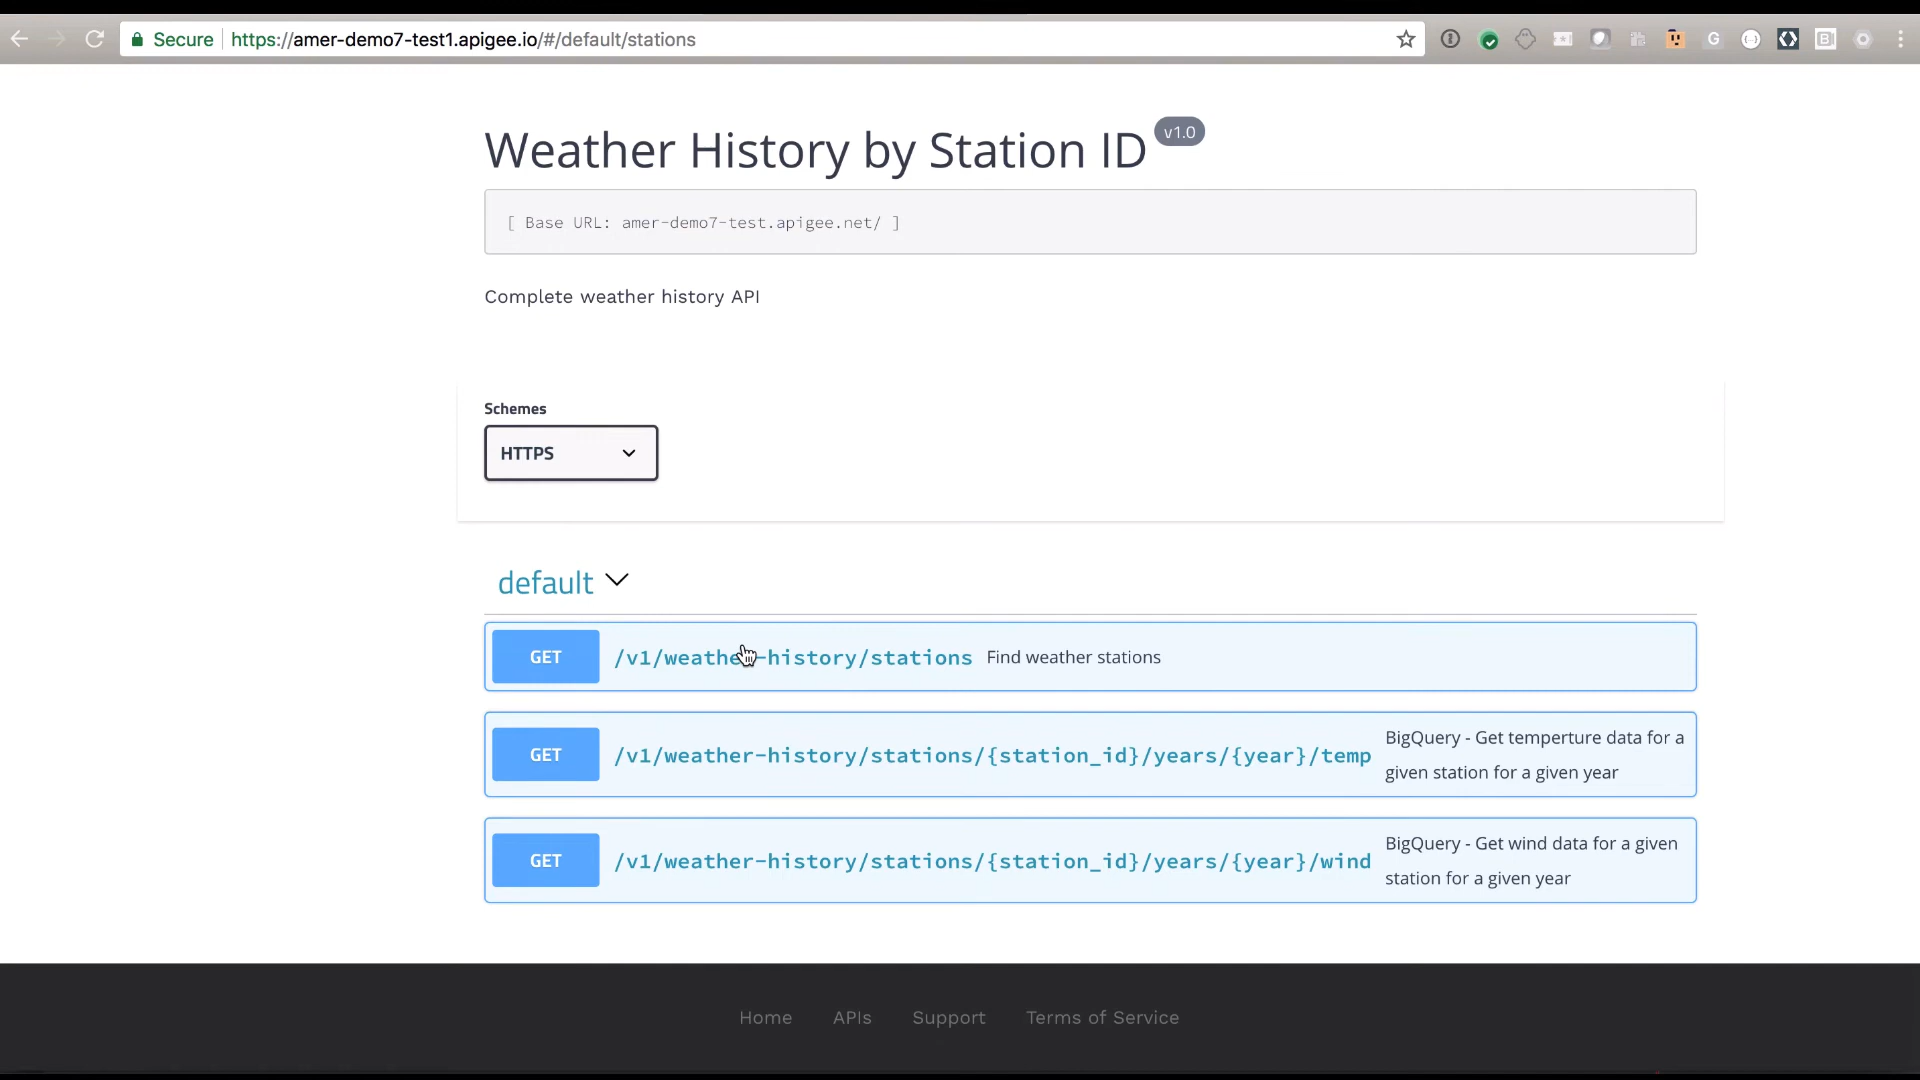 Secure https://amer-demo7-test1.apigee.io/#/default/stations
Weather History by Station ID v1.0
[ Base URL: amer-demo7-test.apigee.net/ ]
Complete weather history API
Schemes
HTTPS
default
GET /v1/weather-history/stations Find weather stations
GET /v1/weather-history/stations/{station_id}/years/{year}/temp BigQuery - Get temperture data for a
given station for a given year
GET /v1/weather-history/stations/{station_id}/years/{year}/wind BigQuery - Get wind data for a given
station for a given year
Home APIs Support Terms of Service